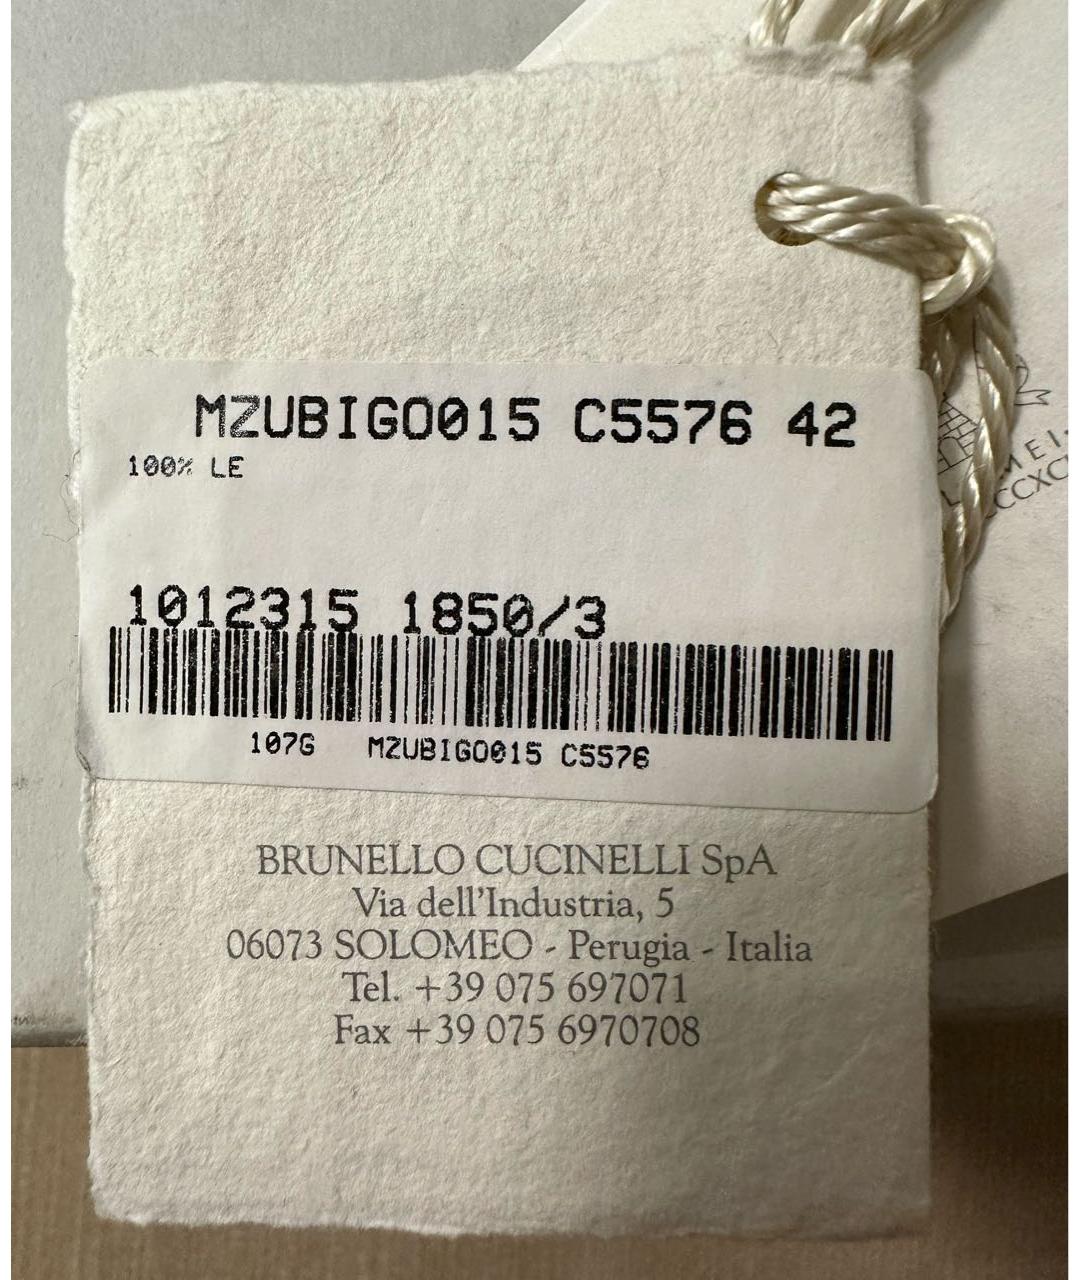 MZUBIGO015 C5576 42
100% LE
1012315 1850/3
107G MZUBIGO015 C5576
BRUNELLO CUCINELLI SpA
Via dell'Industria, 5
06073 SOLOMEO - Perugia - Italia
Tel. +39 075 697071
Fax +39 075 6970708